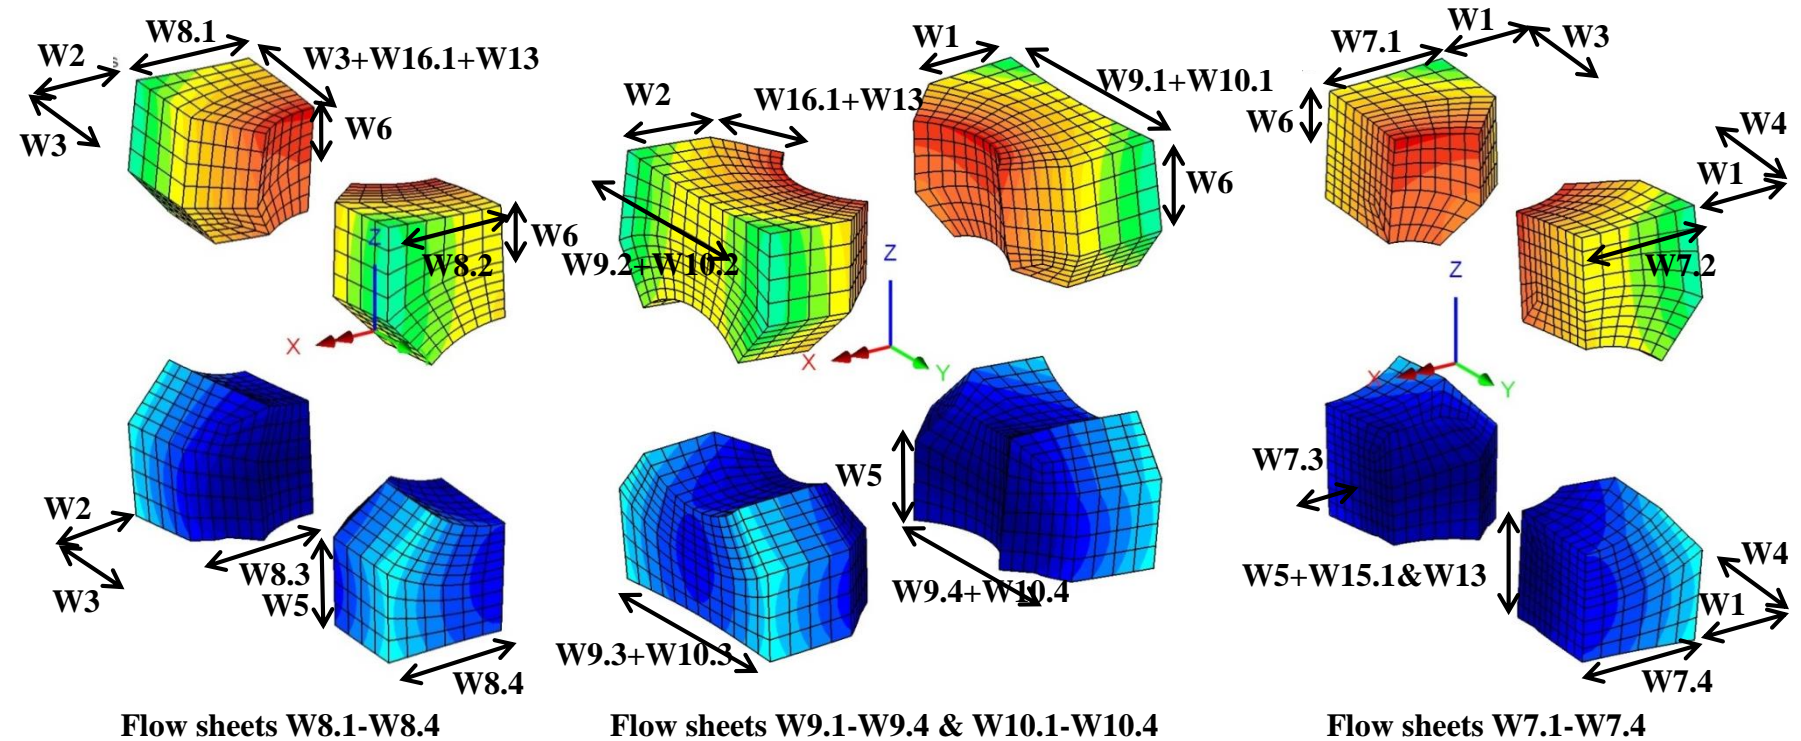 W8.1
W2
s
W3+W16.1+W13
W3
W6
W6
Z
W8.2
X
W2
W3
W8.3
W5
W8.4
Flow sheets W8.1-W8.4
W1
W9.1+W10.1
W2
W16.1+W13
W6
W9.2+W10.2
Z
X
Y
W5
W9.4+W10.4
W9.3+W10.3
Flow sheets W9.1-W9.4 & W10.1-W10.4
W1
W7.1
W3
W6
W4
W1
W7.2
Z
X
Y
W7.3
W5+W15.1&W13
W4
W1
W7.4
Flow sheets W7.1-W7.4